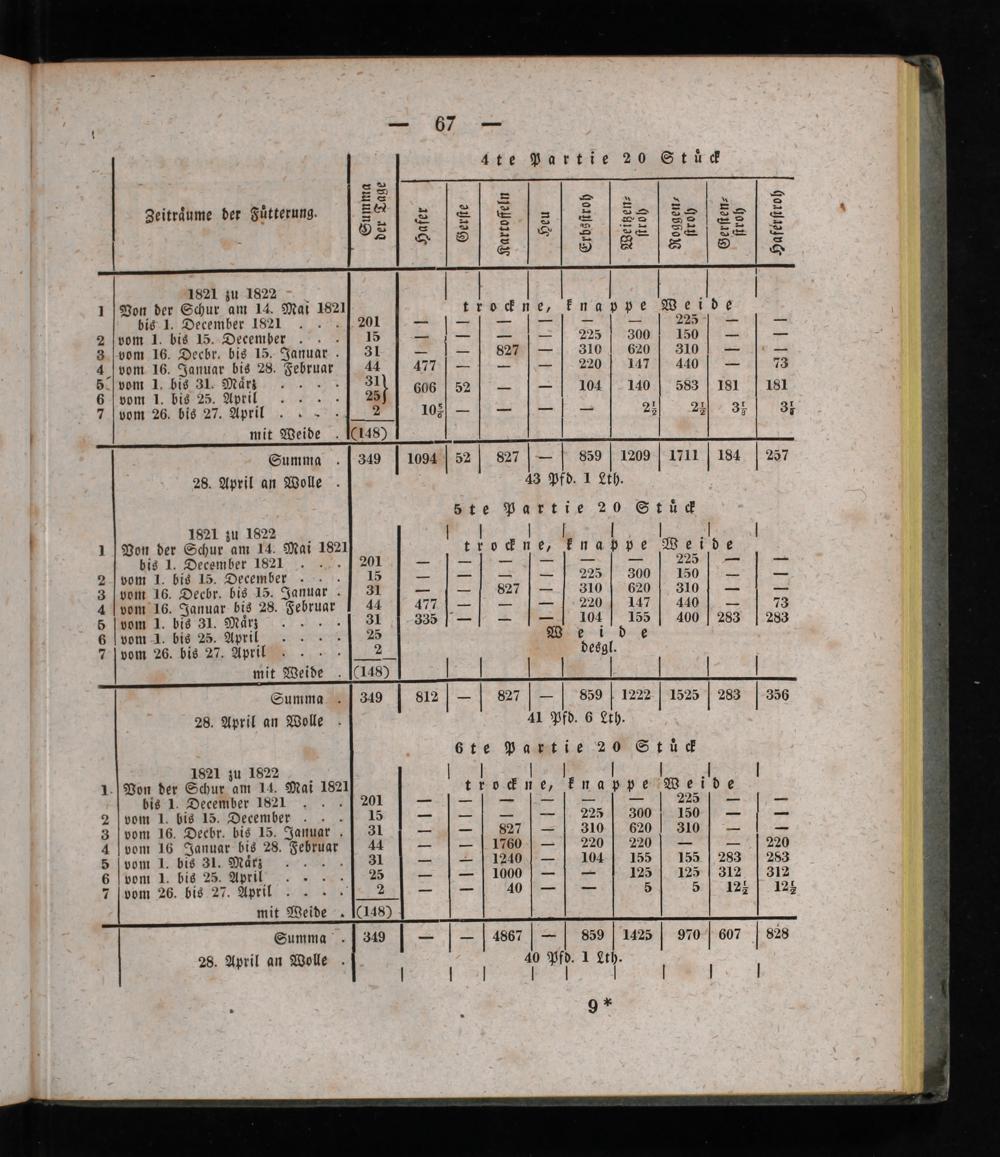 — 67 —
4te Partie 20 Stück
Zeiträume der Fütterung. Summa der Tage Hafer Gerste Kartoffeln Heu Erbsstroh Weitzenstroh Roggenstroh Gerstenstroh Haferstroh
1821 zu 1822
1 Von der Schur am 14. Mai 1821 trockne, knappe Weide
bis 1. December 1821 . . . 201 — — — — — — 225 — —
2 vom 1. bis 15. December . . . 15 — — — — 225 300 150 — —
3 vom 16. Decbr. bis 15. Januar . 31 — — 827 — 310 620 310 — —
4 vom 16. Januar bis 28. Februar 44 477 — — — 220 147 440 — 73
5 vom 1. bis 31. März . . . . 31} 606 52 — — 104 140 583 181 181
6 vom 1. bis 25. April . . . . 25}
7 vom 26. bis 27. April . . . . 2 10⅚ — — — — 2½ 2½ 3⅓
mit Weide . (148)
Summa . 349 1094 52 827 — 859 1209 1711 184 257
28. April an Wolle . 43 Pfd. 1 Lth.
5te Partie 20 Stück
1821 zu 1822
1 Von der Schur am 14. Mai 1821 trockne, knappe Weide
bis 1. December 1821 . . . 201 — — — — — — 225 — —
2 vom 1. bis 15. December . . . 15 — — — — 225 300 150 — —
3 vom 16. Decbr. bis 15. Januar . 31 — — 827 — 310 620 310 — —
4 vom 16. Januar bis 28. Februar 44 477 — — — 220 147 440 — 73
5 vom 1. bis 31. März . . . . 31 335 — — — 104 155 400 283 283
6 vom 1. bis 25. April . . . . 25 Weide
7 vom 26. bis 27. April . . . . 2 desgl.
mit Weide . (148)
Summa . 349 812 — 827 — 859 1222 1525 283 356
28. April an Wolle . 41 Pfd. 6 Lth.
6te Partie 20 Stück
1821 zu 1822
1. Von der Schur am 14. Mai 1821 trockne, knappe Weide
bis 1. December 1821 . . . 201 — — — — — — 225 — —
2 vom 1. bis 15. December . . . 15 — — — — 225 300 150 — —
3 vom 16. Decbr. bis 15. Januar . 31 — — 827 — 310 620 310 — —
4 vom 16 Januar bis 28. Februar 44 — — 1760 — 220 220 — — 220
5 vom 1. bis 31. März . . . . 31 — — 1240 — 104 155 155 283 283
6 vom 1. bis 25. April . . . . 25 — — 1000 — — 125 125 312 312
7 vom 26. bis 27. April . . . . 2 — — 40 — — 5 5 12½ 12½
mit Weide . (148)
Summa . 349 — — 4867 — 859 1425 970 607 828
28. April an Wolle . 40 Pfd. 1 Lth.
9*